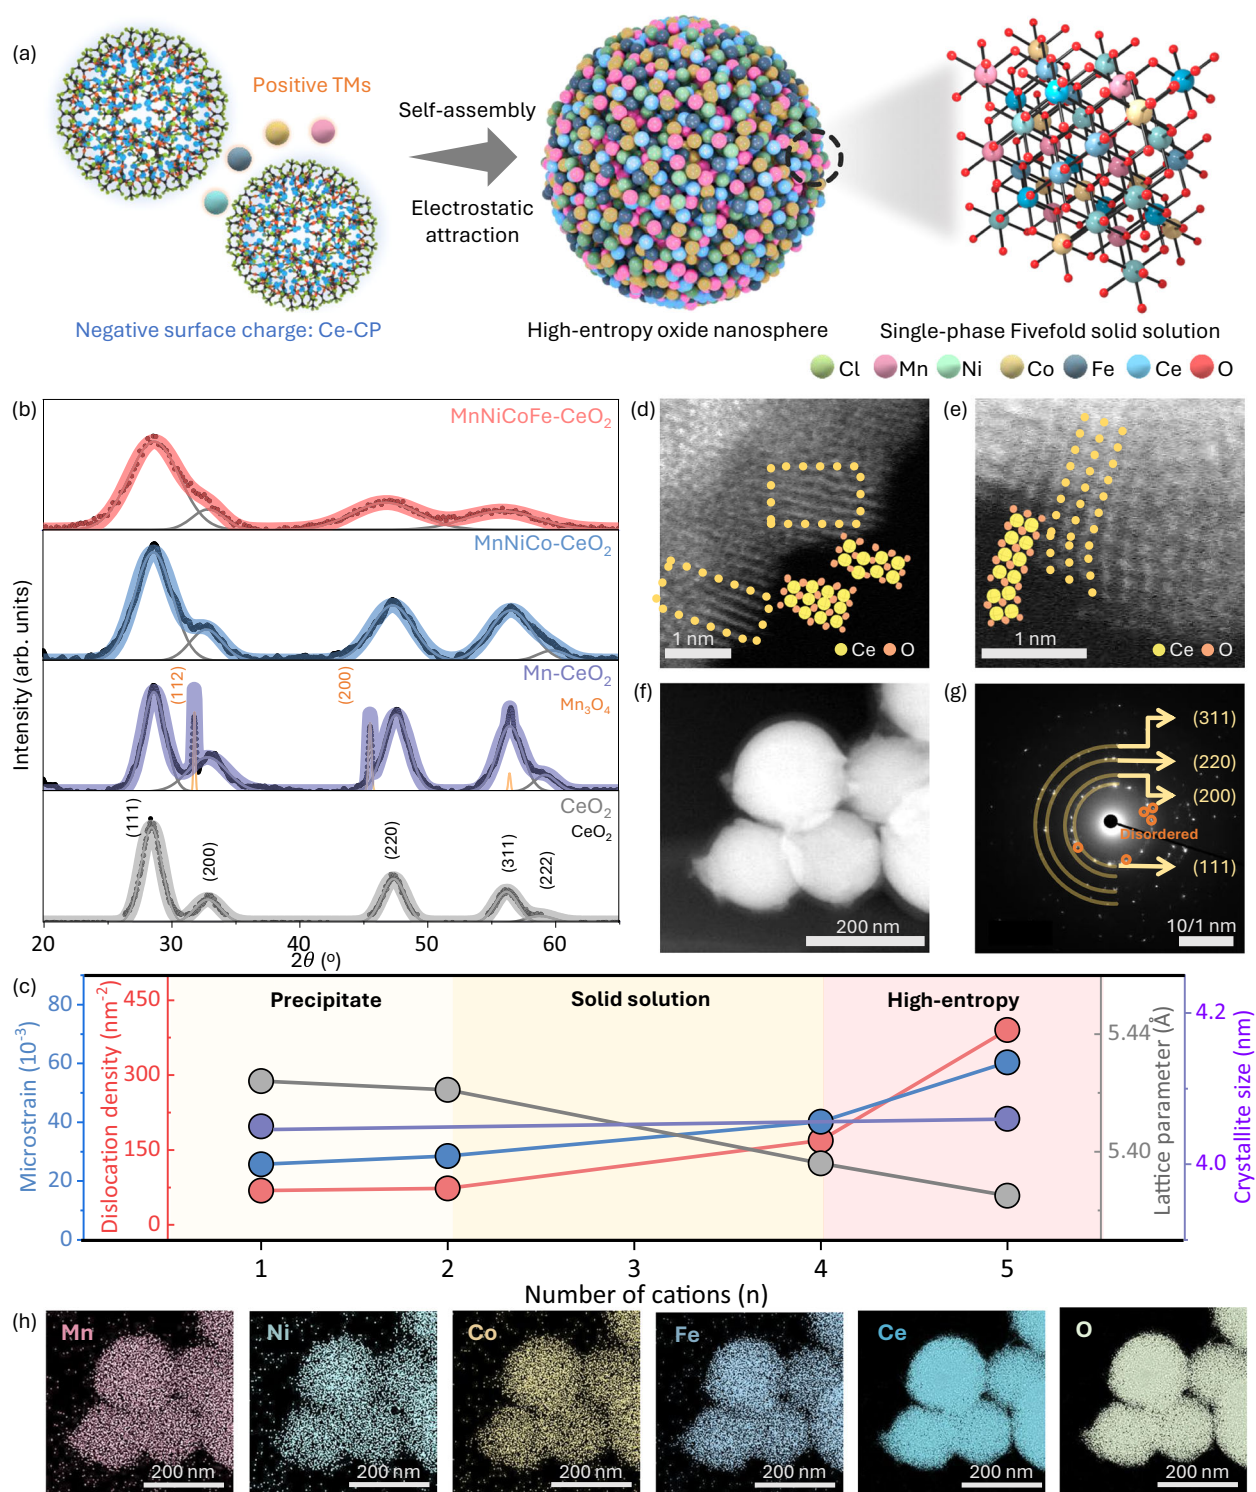 (a)
Positive TMs
Self-assembly
Electrostatic
attraction
Negative surface charge: Ce-CP
High-entropy oxide nanosphere
Single-phase Fivefold solid solution
Cl Mn Ni Co Fe Ce O
(b)
MnNiCoFe-CeO₂
MnNiCo-CeO₂
Mn-CeO₂
(112)
(200)
Mn₃O₄
CeO₂
CeO₂
(111)
(200)
(220)
(311)
(222)
Intensity (arb. units)
20 30 40 50 60
2θ (°)
(d)
1 nm
Ce O
(e)
1 nm
Ce O
(f)
200 nm
(g)
(311)
(220)
(200)
Disordered
(111)
10/1 nm
(c)
Precipitate
Solid solution
High-entropy
Microstrain (10⁻³)
80
60
40
20
0
Dislocation density (nm⁻²)
450
300
150
0
Lattice parameter (Å)
5.44
5.40
Crystallite size (nm)
4.2
4.0
1 2 3 4 5
Number of cations (n)
(h)
Mn
200 nm
Ni
200 nm
Co
200 nm
Fe
200 nm
Ce
200 nm
O
200 nm